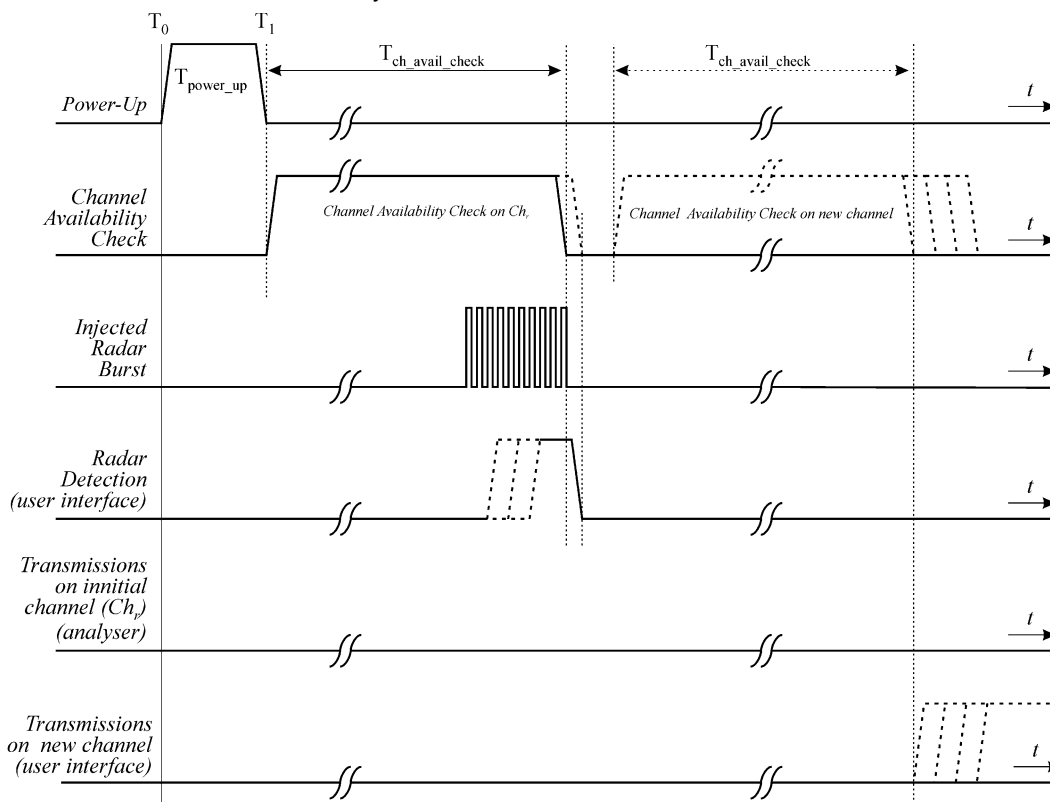 T0 T1
Tch_avail_check Tch_avail_check
Tpower_up
Power-Up
t
Channel
Availability
Check
Channel Availability Check on Chr
Channel Availability Check on new channel
t
Injected
Radar
Burst
t
Radar
Detection
(user interface)
t
Transmissions
on innitial
channel (Chr)
(analyser)
t
Transmissions
on new channel
(user interface)
t